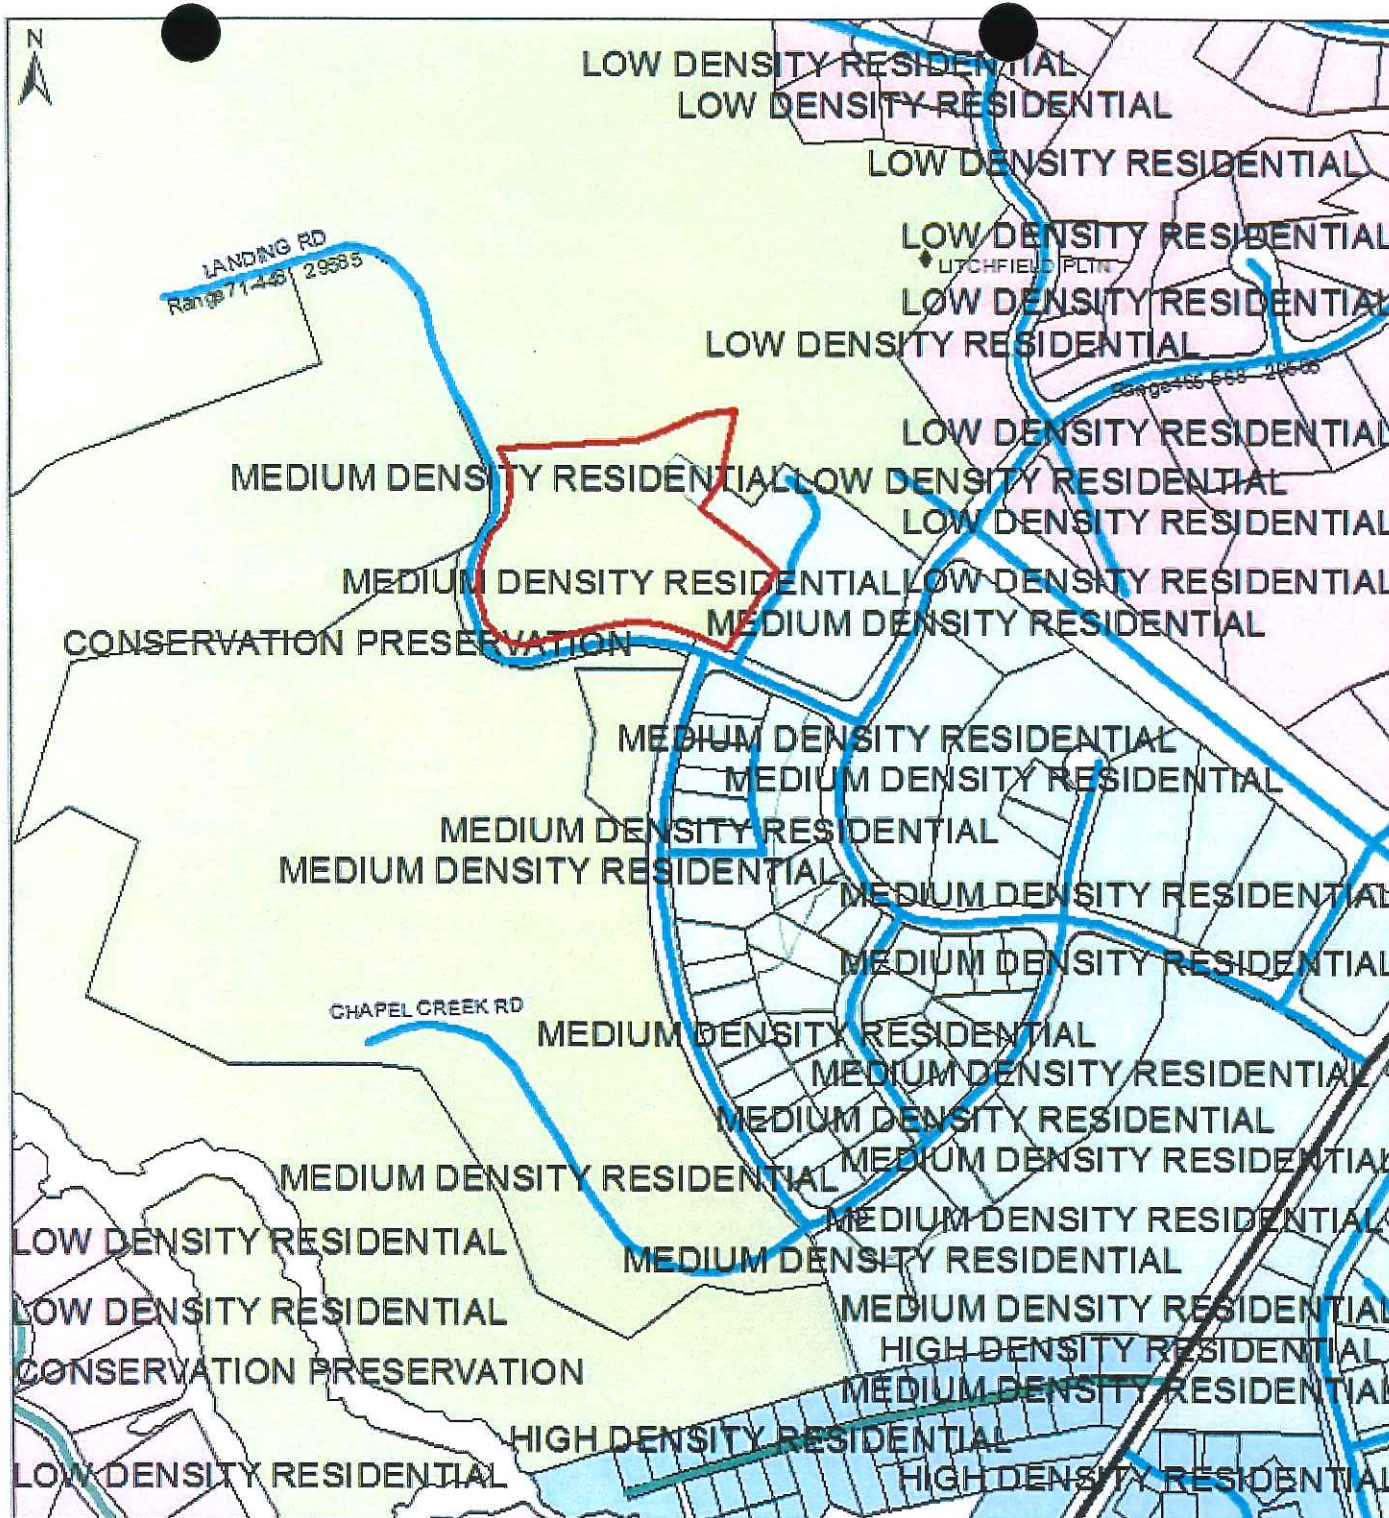 N
LOW DENSITY RESIDENTIAL
LOW DENSITY RESIDENTIAL
LOW DENSITY RESIDENTIAL
LOW DENSITY RESIDENTIAL
LANDING RD
LITCHFIELD PLTN
Range 71-4481 29585
LOW DENSITY RESIDENTIAL
LOW DENSITY RESIDENTIAL
LOW DENSITY RESIDENTIAL
MEDIUM DENSITY RESIDENTIAL LOW DENSITY RESIDENTIAL
LOW DENSITY RESIDENTIAL
MEDIUM DENSITY RESIDENTIAL LOW DENSITY RESIDENTIAL
MEDIUM DENSITY RESIDENTIAL
CONSERVATION PRESERVATION
MEDIUM DENSITY RESIDENTIAL
MEDIUM DENSITY RESIDENTIAL
MEDIUM DENSITY RESIDENTIAL
MEDIUM DENSITY RESIDENTIAL
MEDIUM DENSITY RESIDENTIAL
MEDIUM DENSITY RESIDENTIAL
CHAPEL CREEK RD
MEDIUM DENSITY RESIDENTIAL
MEDIUM DENSITY RESIDENTIAL
MEDIUM DENSITY RESIDENTIAL
MEDIUM DENSITY RESIDENTIAL
MEDIUM DENSITY RESIDENTIAL
MEDIUM DENSITY RESIDENTIAL
LOW DENSITY RESIDENTIAL
MEDIUM DENSITY RESIDENTIAL
LOW DENSITY RESIDENTIAL
MEDIUM DENSITY RESIDENTIAL
HIGH DENSITY RESIDENTIAL
CONSERVATION PRESERVATION
MEDIUM DENSITY RESIDENTIAL
HIGH DENSITY RESIDENTIAL
LOW DENSITY RESIDENTIAL
HIGH DENSITY RESIDENTIAL